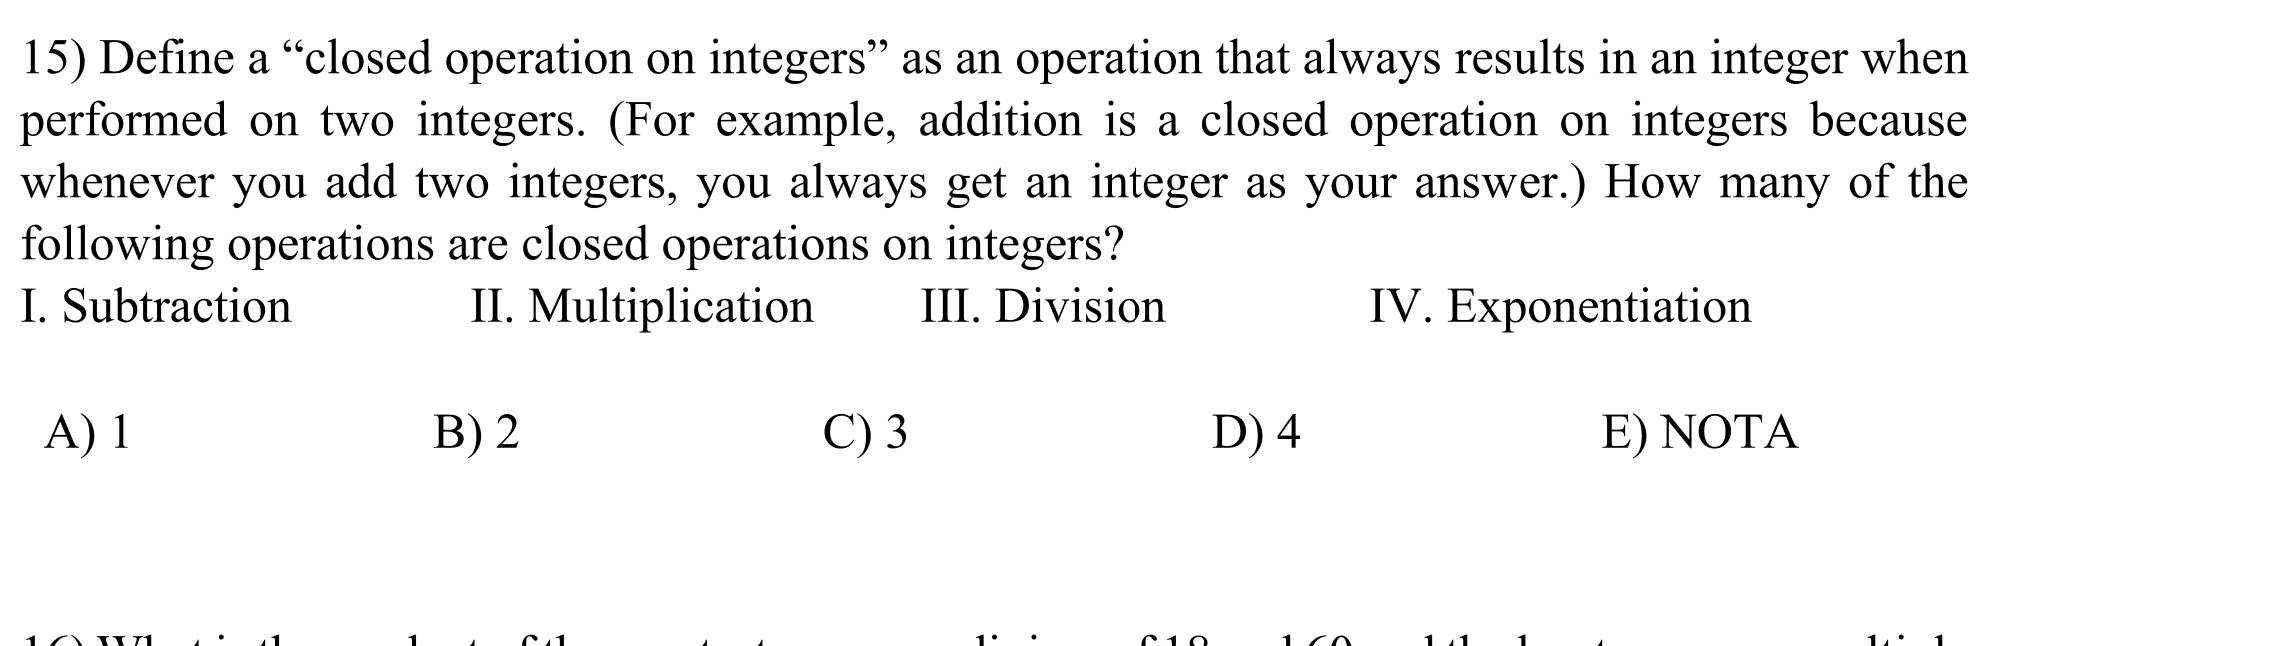 15) Define a “closed operation on integers” as an operation that always results in an integer when
performed on two integers. (For example, addition is a closed operation on integers because
whenever you add two integers, you always get an integer as your answer.) How many of the
following operations are closed operations on integers?
I. Subtraction II. Multiplication III. Division IV. Exponentiation
A) 1 B) 2 C) 3 D) 4 E) NOTA